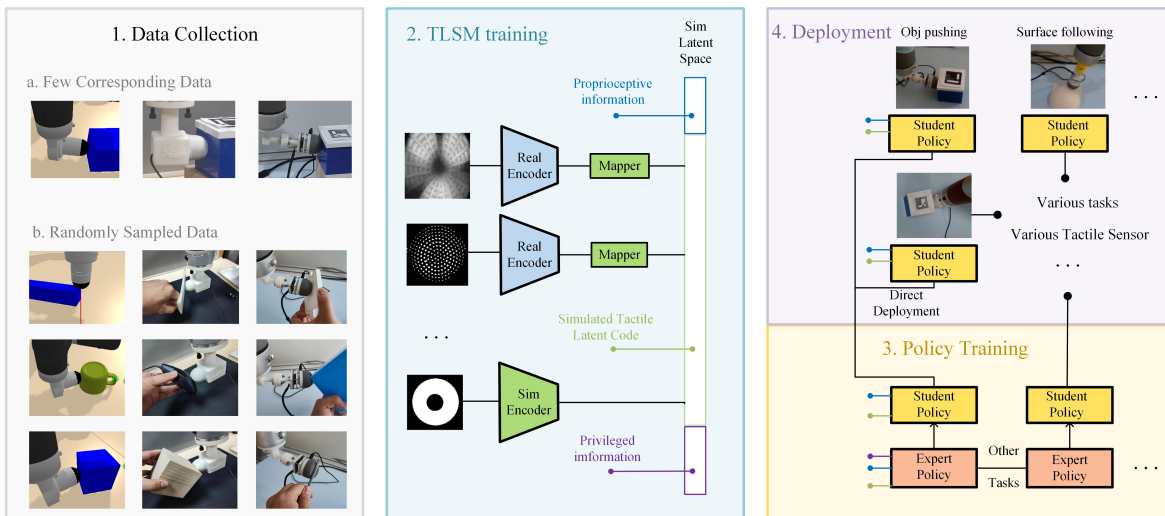 1. Data Collection
a. Few Corresponding Data
b. Randomly Sampled Data
2. TLSM training
Sim
Latent
Space
Proprioceptive
information
Real
Encoder
Mapper
Real
Encoder
Mapper
. . .
Simulated Tactile
Latent Code
Sim
Encoder
Privileged
imformation
4. Deployment
Obj pushing
Surface following
. . .
Student
Policy
Student
Policy
Various tasks
Various Tactile Sensor
Student
Policy
. . .
Direct
Deployment
3. Policy Training
Student
Policy
Student
Policy
Expert
Policy
Other
Tasks
Expert
Policy
. . .